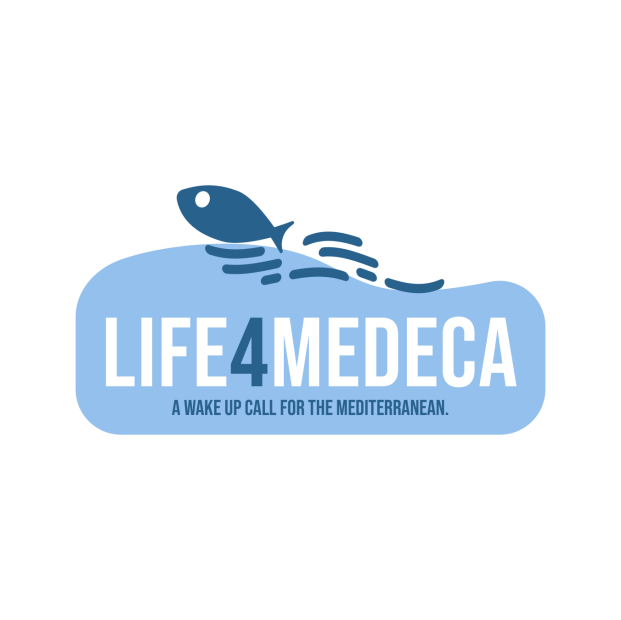 LIFE4MEDECA
A WAKE UP CALL FOR THE MEDITERRANEAN.